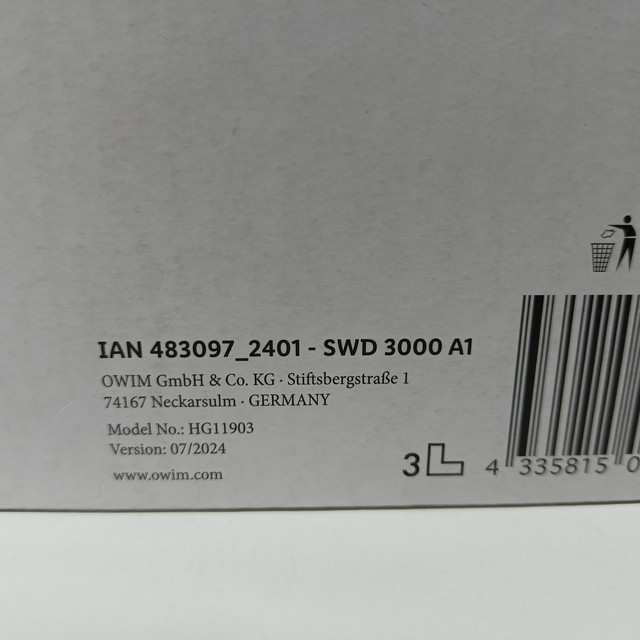 IAN 483097_2401 - SWD 3000 A1
OWIM GmbH & Co. KG · Stiftsbergstraße 1
74167 Neckarsulm · GERMANY
Model No.: HG11903
Version: 07/2024
www.owim.com
3
4 335815 0